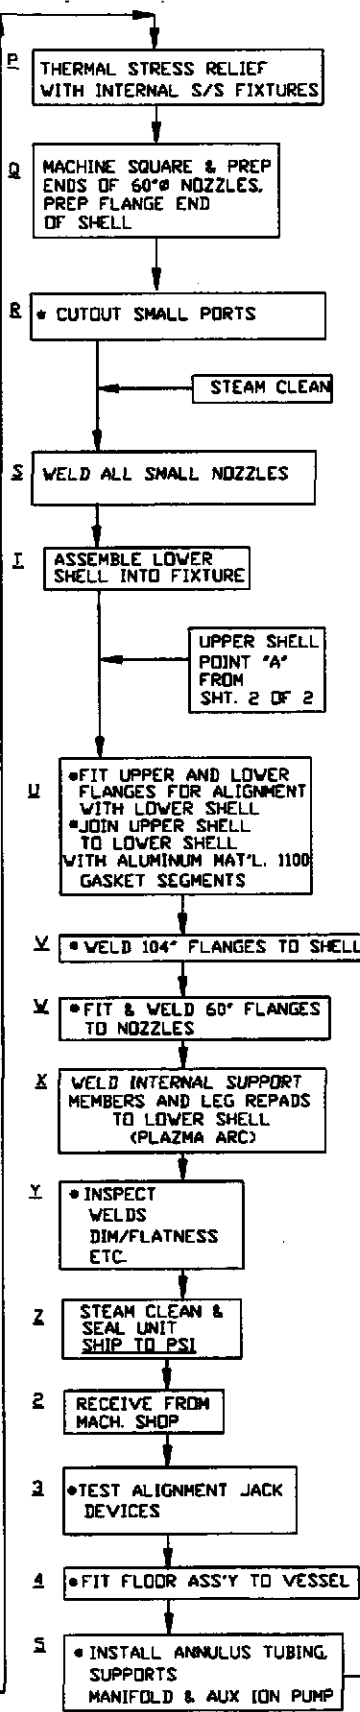 P
THERMAL STRESS RELIEF
WITH INTERNAL S/S FIXTURES
Q
MACHINE SQUARE & PREP
ENDS OF 60"Ø NOZZLES,
PREP FLANGE END
OF SHELL
R
* CUTOUT SMALL PORTS
STEAM CLEAN
S
WELD ALL SMALL NOZZLES
T
ASSEMBLE LOWER
SHELL INTO FIXTURE
UPPER SHELL
POINT "A"
FROM
SHT. 2 OF 2
U
*FIT UPPER AND LOWER
FLANGES FOR ALIGNMENT
WITH LOWER SHELL
*JOIN UPPER SHELL
TO LOWER SHELL
WITH ALUMINUM MAT'L. 1100
GASKET SEGMENTS
V
* WELD 104" FLANGES TO SHELL
W
*FIT & WELD 60" FLANGES
TO NOZZLES
X
WELD INTERNAL SUPPORT
MEMBERS AND LEG REPADS
TO LOWER SHELL
(PLAZMA ARC)
Y
* INSPECT
WELDS
DIM/FLATNESS
ETC.
Z
STEAM CLEAN &
SEAL UNIT
SHIP TO PSI
2
RECEIVE FROM
MACH. SHOP
3
*TEST ALIGNMENT JACK
DEVICES
4
*FIT FLOOR ASS'Y TO VESSEL
5
* INSTALL ANNULUS TUBING,
SUPPORTS
MANIFOLD & AUX ION PUMP